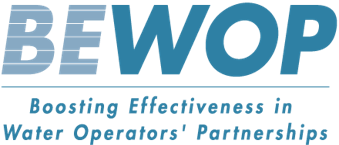 BEWOP
Boosting Effectiveness in
Water Operators' Partnerships